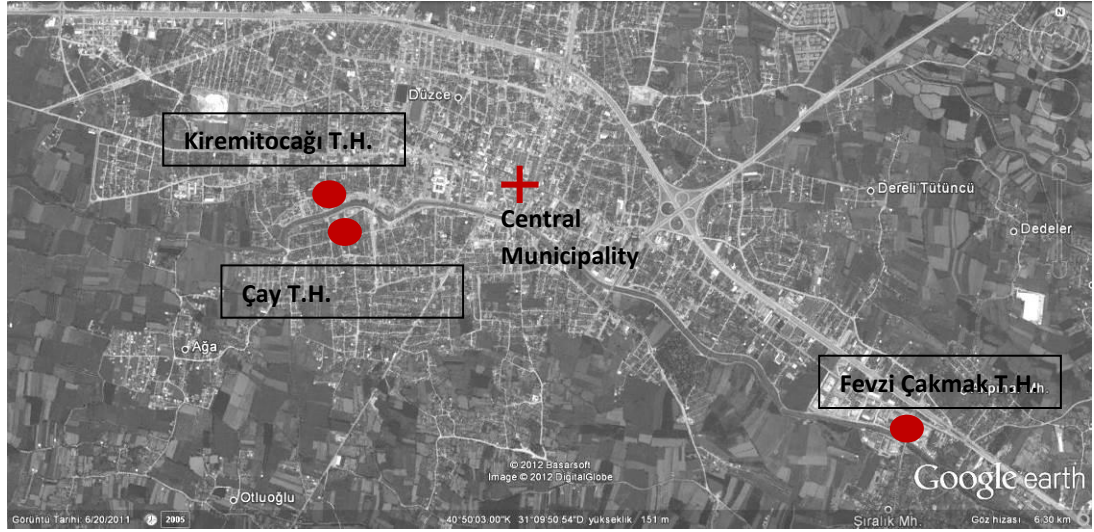 N
Düzce
Kiremitocağı T.H.
Dereli Tütüncü
Central
Municipality
Dedeler
Çay T.H.
Ağa
Fevzi Çakmak T.H.
Mh.
© 2012 Basarsoft
Image © 2012 DigitalGlobe
Google earth
Otluoğlu
Şıralık Mh.
Görüntü Tarihi: 6/20/2011
2005
40°50'03.00"K 31°09'50.54"D yükseklik 151 m
Göz hizası 6.30 km